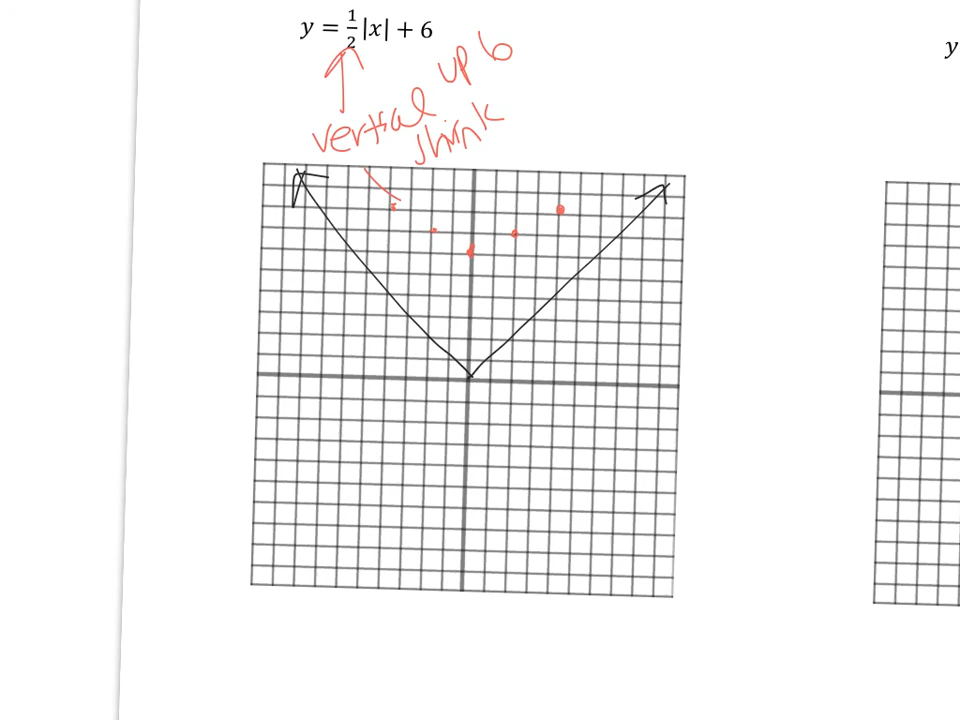 y = 1/2|x| + 6
up 6
vertical
shrink
y